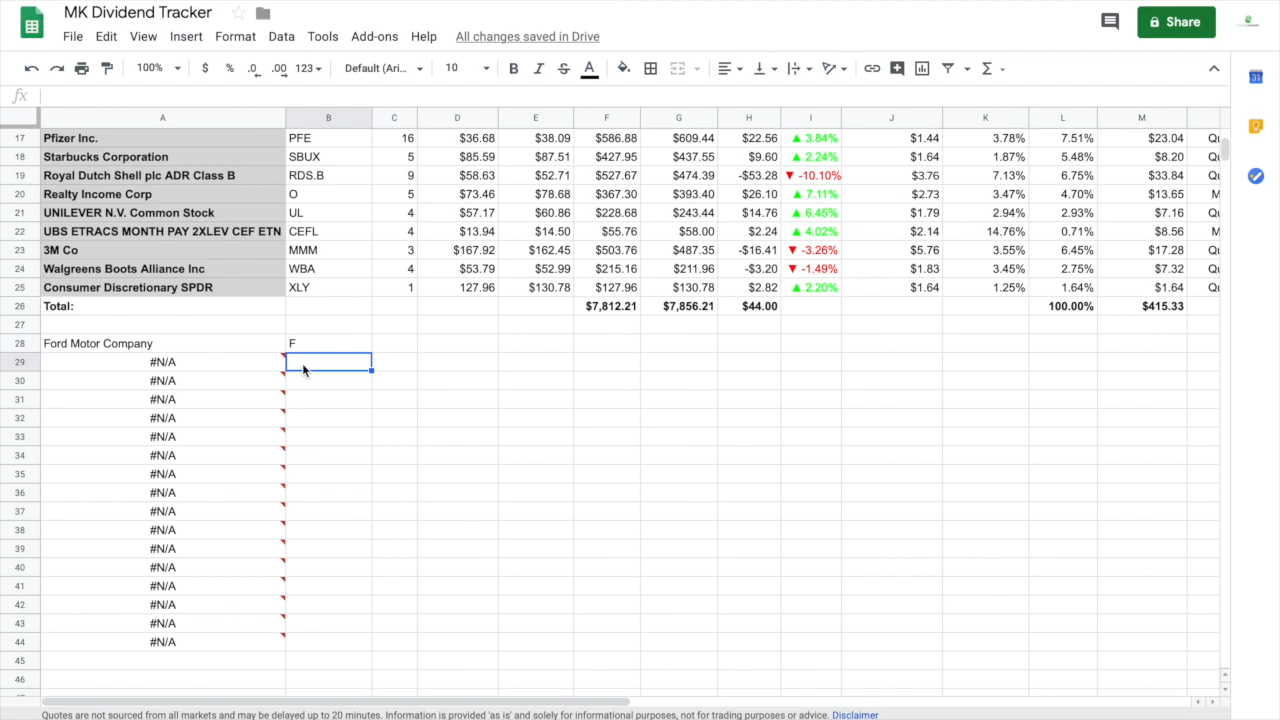 MK Dividend Tracker
File Edit View Insert Format Data Tools Add-ons Help All changes saved in Drive
Share
100% $ % .0 .00 123 Default (Ari... 10 B I S A
fx
A B C D E F G H I J K L M
17 Pfizer Inc. PFE 16 $36.68 $38.09 $586.88 $609.44 $22.56 ▲ 3.84% $1.44 3.78% 7.51% $23.04 Qu
18 Starbucks Corporation SBUX 5 $85.59 $87.51 $427.95 $437.55 $9.60 ▲ 2.24% $1.64 1.87% 5.48% $8.20 Qu
19 Royal Dutch Shell plc ADR Class B RDS.B 9 $58.63 $52.71 $527.67 $474.39 -$53.28 ▼ -10.10% $3.76 7.13% 6.75% $33.84 Qu
20 Realty Income Corp O 5 $73.46 $78.68 $367.30 $393.40 $26.10 ▲ 7.11% $2.73 3.47% 4.70% $13.65 M
21 UNILEVER N.V. Common Stock UL 4 $57.17 $60.86 $228.68 $243.44 $14.76 ▲ 6.45% $1.79 2.94% 2.93% $7.16 Qu
22 UBS ETRACS MONTH PAY 2XLEV CEF ETN CEFL 4 $13.94 $14.50 $55.76 $58.00 $2.24 ▲ 4.02% $2.14 14.76% 0.71% $8.56 M
23 3M Co MMM 3 $167.92 $162.45 $503.76 $487.35 -$16.41 ▼ -3.26% $5.76 3.55% 6.45% $17.28 Qu
24 Walgreens Boots Alliance Inc WBA 4 $53.79 $52.99 $215.16 $211.96 -$3.20 ▼ -1.49% $1.83 3.45% 2.75% $7.32 Qu
25 Consumer Discretionary SPDR XLY 1 127.96 $130.78 $127.96 $130.78 $2.82 ▲ 2.20% $1.64 1.25% 1.64% $1.64 Qu
26 Total: $7,812.21 $7,856.21 $44.00 100.00% $415.33
27
28 Ford Motor Company F
29 #N/A
30 #N/A
31 #N/A
32 #N/A
33 #N/A
34 #N/A
35 #N/A
36 #N/A
37 #N/A
38 #N/A
39 #N/A
40 #N/A
41 #N/A
42 #N/A
43 #N/A
44 #N/A
45
46
Quotes are not sourced from all markets and may be delayed up to 20 minutes. Information is provided 'as is' and solely for informational purposes, not for trading purposes or advice. Disclaimer